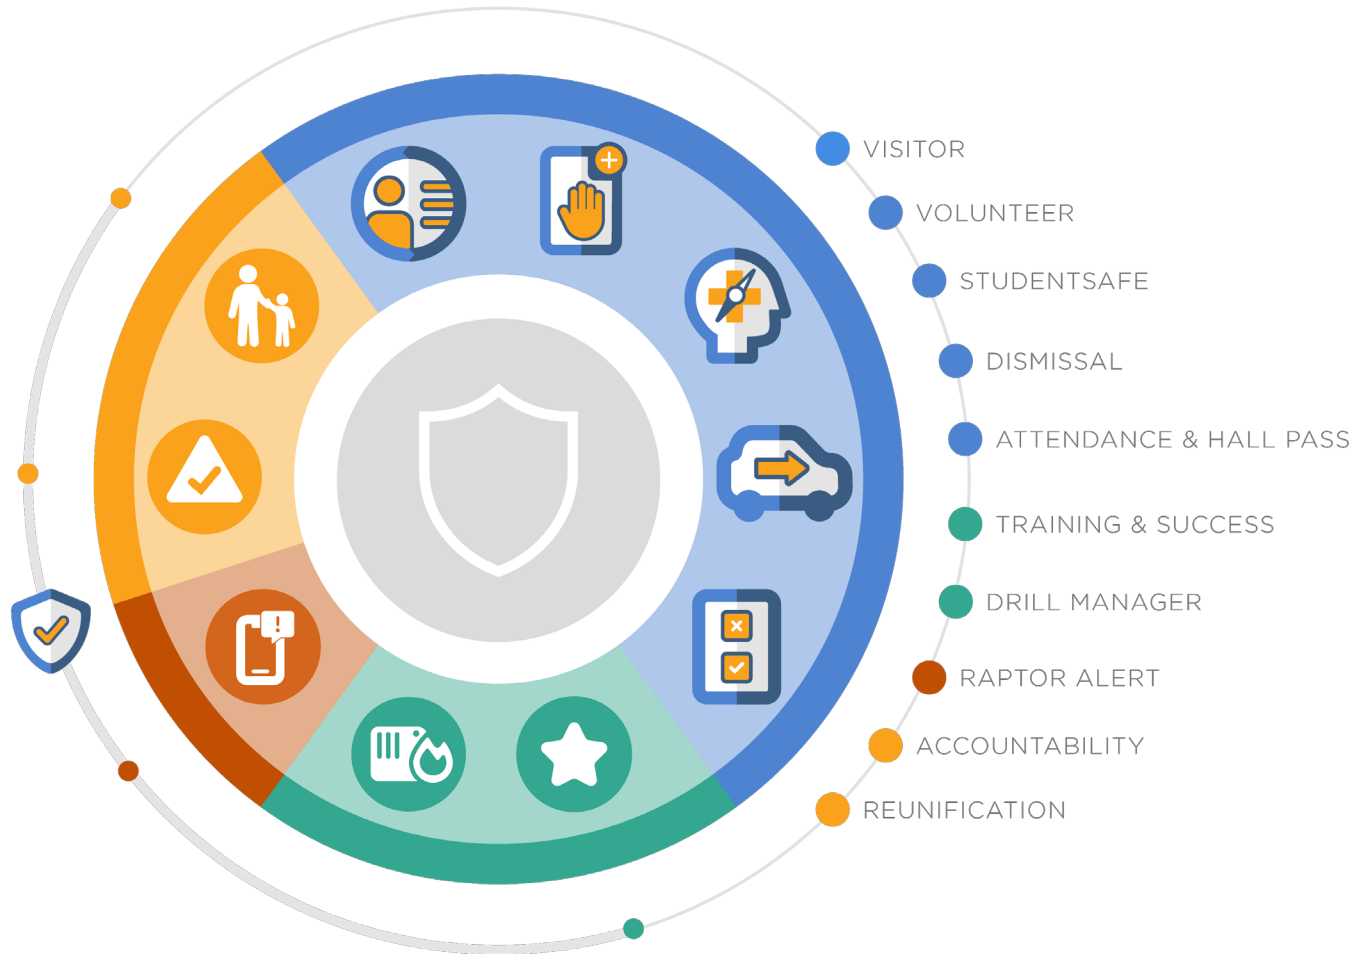 VISITOR
VOLUNTEER
STUDENTSAFE
DISMISSAL
ATTENDANCE & HALL PASS
TRAINING & SUCCESS
DRILL MANAGER
RAPTOR ALERT
ACCOUNTABILITY
REUNIFICATION